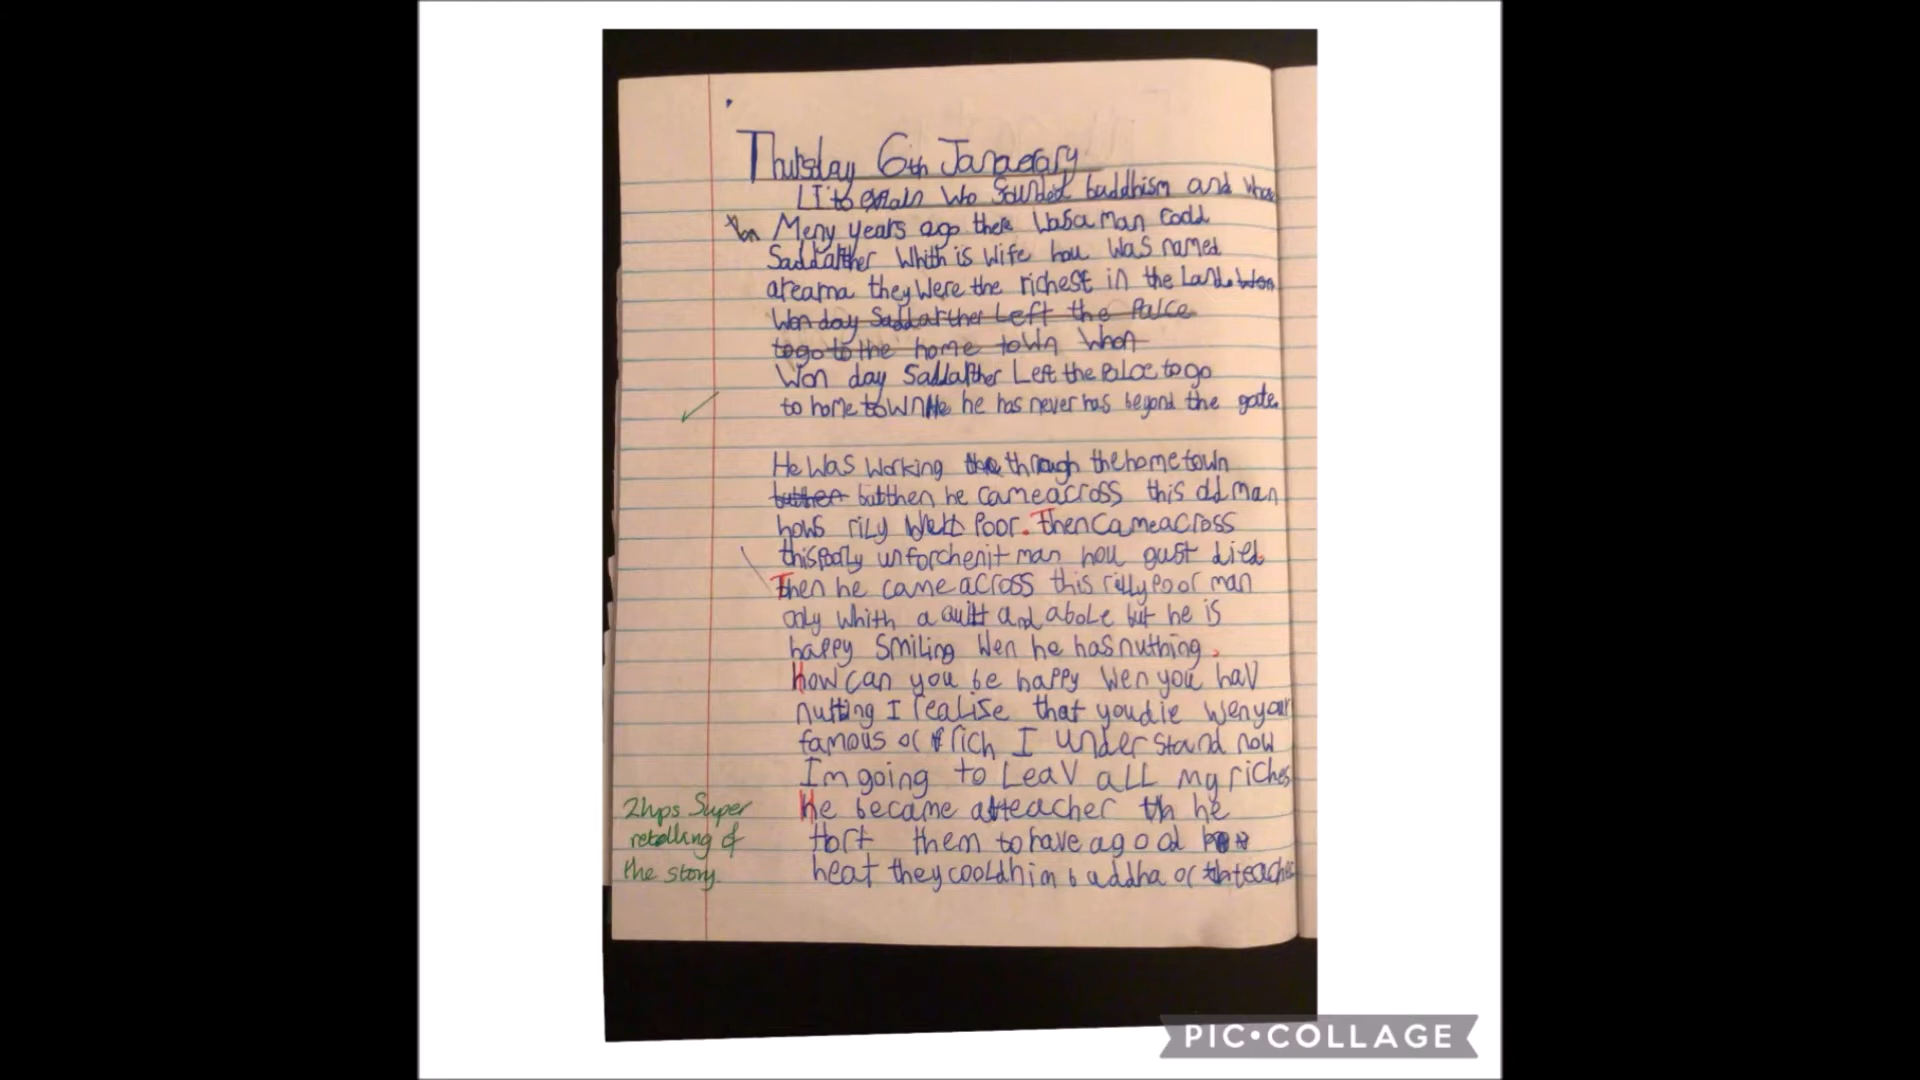 Thursday 6th Janaerary
LI to explain who founded buddhism and
Meny years ago there Was a man codd
Saddarther Whith is Wife hou Was named
areama they Were the richest in the Land. Won
Won day Saddarther Left the Palce
to go to the home town When
Won day Saddarther Left the Palce to go
to home town He he has never has beyond the gate
He Was Working the through the home town
butthen but then he came across this old man
hows rily Well Poor. Then came across
this poorly unforchenit man hou gust died.
Then he came across this rilly Poor man
only Whith a quilt and a bole but he is
happy Smiling Wen he has nuthing.
How can you be happy Wen you hav
nutting I realise that you die Wen your
famous or rich I under stand now
Im going to Leav all my riches
He became a teacher th he
tort them to have a good
heat they coold him buddha or teache
2hps Super
retelling of
the story.
PIC•COLLAGE